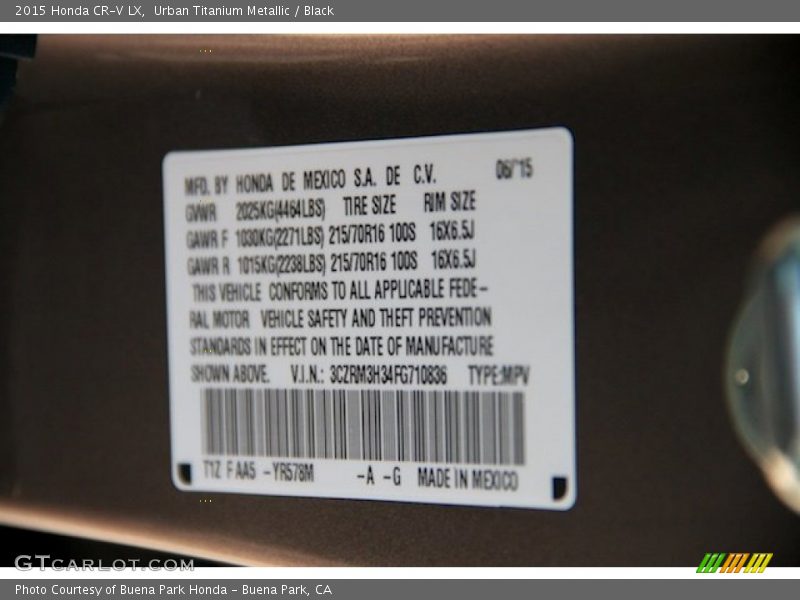 2015 Honda CR-V LX, Urban Titanium Metallic / Black
MFD. BY HONDA DE MEXICO S.A. DE C.V. 06/15
GVWR 2025KG(4464LBS) TIRE SIZE RIM SIZE
GAWR F 1030KG(2271LBS) 215/70R16 100S 16X6.5J
GAWR R 1015KG(2238LBS) 215/70R16 100S 16X6.5J
THIS VEHICLE CONFORMS TO ALL APPLICABLE FEDE-
RAL MOTOR VEHICLE SAFETY AND THEFT PREVENTION
STANDARDS IN EFFECT ON THE DATE OF MANUFACTURE
SHOWN ABOVE. V.I.N.: 3CZRM3H34FG710836 TYPE:MPV
T1Z F AA5 -YR578M -A -G MADE IN MEXICO
GTcarlot.com
Photo Courtesy of Buena Park Honda - Buena Park, CA